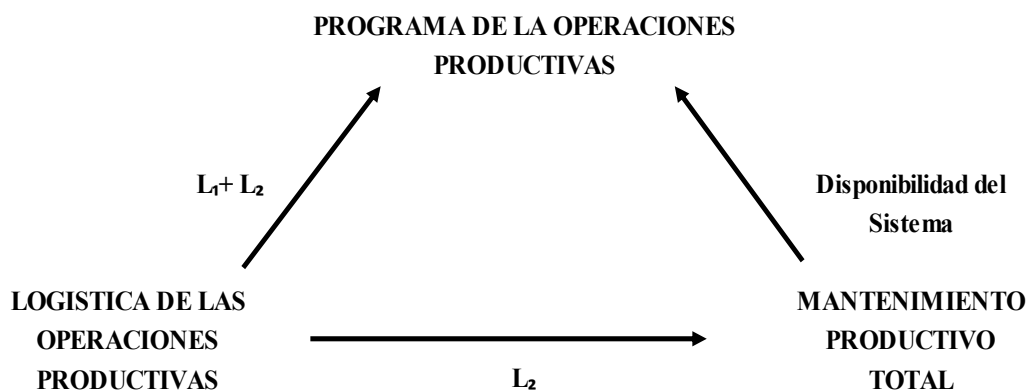 PROGRAMA DE LA OPERACIONES
PRODUCTIVAS
L₁+ L₂
Disponibilidad del
Sistema
LOGISTICA DE LAS
OPERACIONES
PRODUCTIVAS
MANTENIMIENTO
PRODUCTIVO
TOTAL
L₂